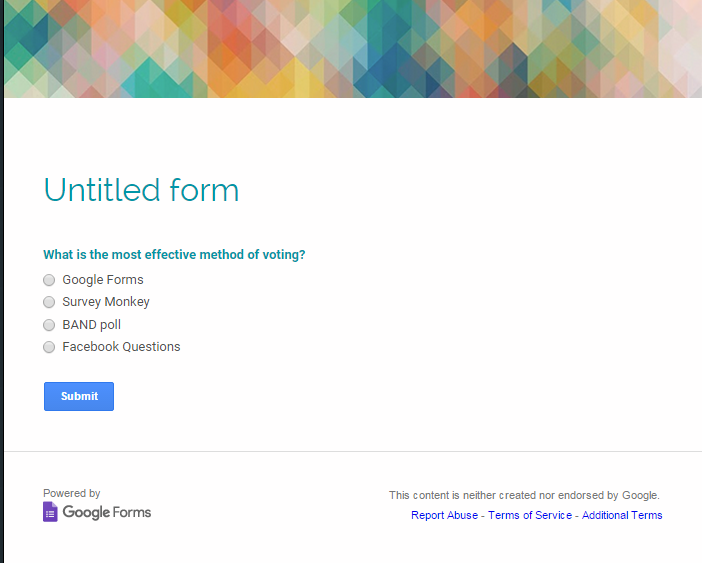 Untitled form
What is the most effective method of voting?
Google Forms
Survey Monkey
BAND poll
Facebook Questions
Submit
Powered by
Google Forms
This content is neither created nor endorsed by Google.
Report Abuse - Terms of Service - Additional Terms